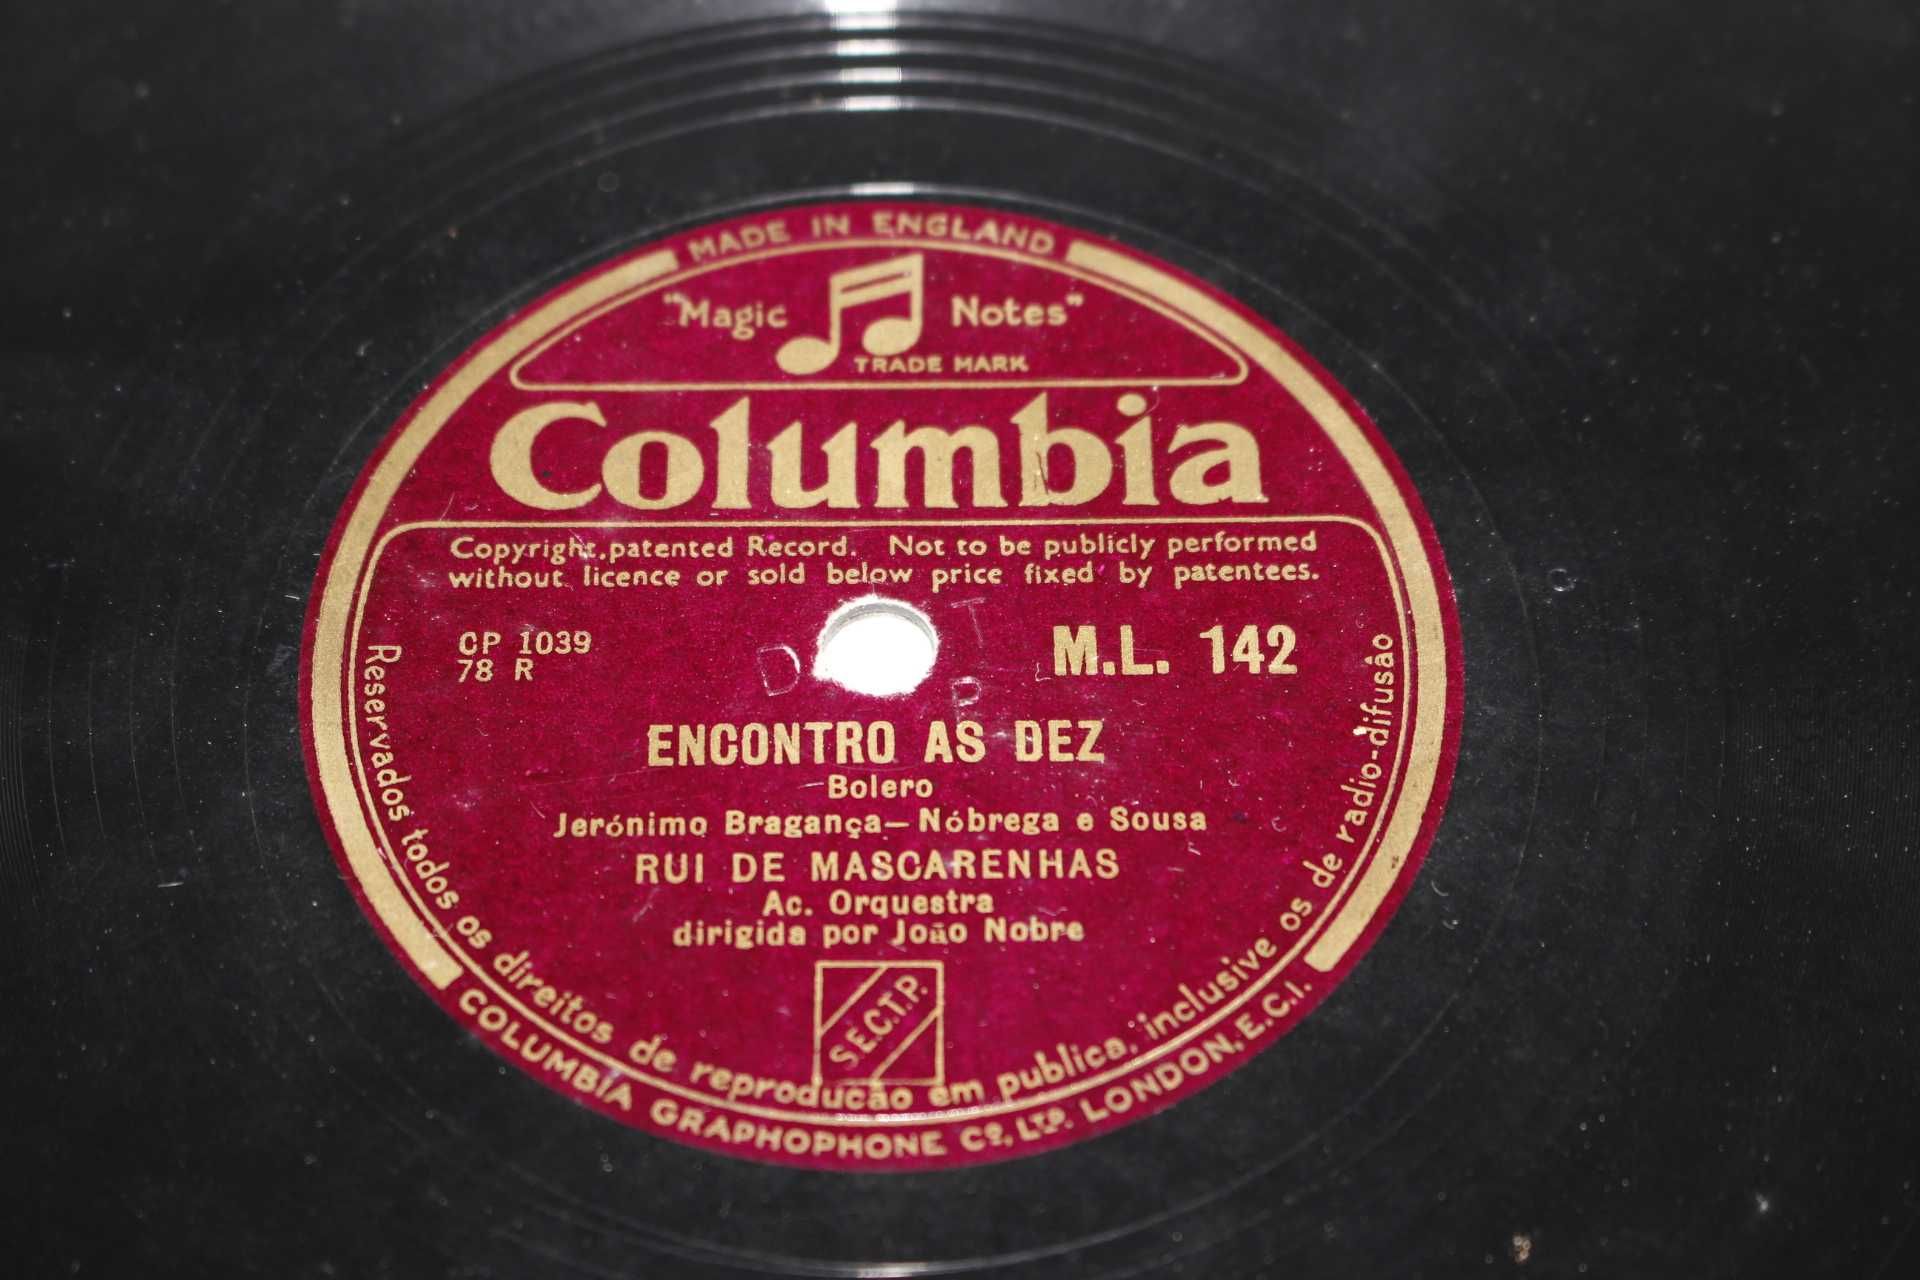 MADE IN ENGLAND
"Magic Notes"
TRADE MARK
Columbia
Copyright, patented Record. Not to be publicly performed
without licence or sold below price fixed by patentees.
CP 1039
78 R
M.L. 142
D T
P
ENCONTRO AS DEZ
Bolero
Jerónimo Bragança—Nóbrega e Sousa
RUI DE MASCARENHAS
Ac. Orquestra
dirigida por João Nobre
S.E.C.T.P.
Reservados todos os direitos de reprodução em publica, inclusive os de radio-difusão
COLUMBIA GRAPHOPHONE Cº, LTD. LONDON, E.C.I.